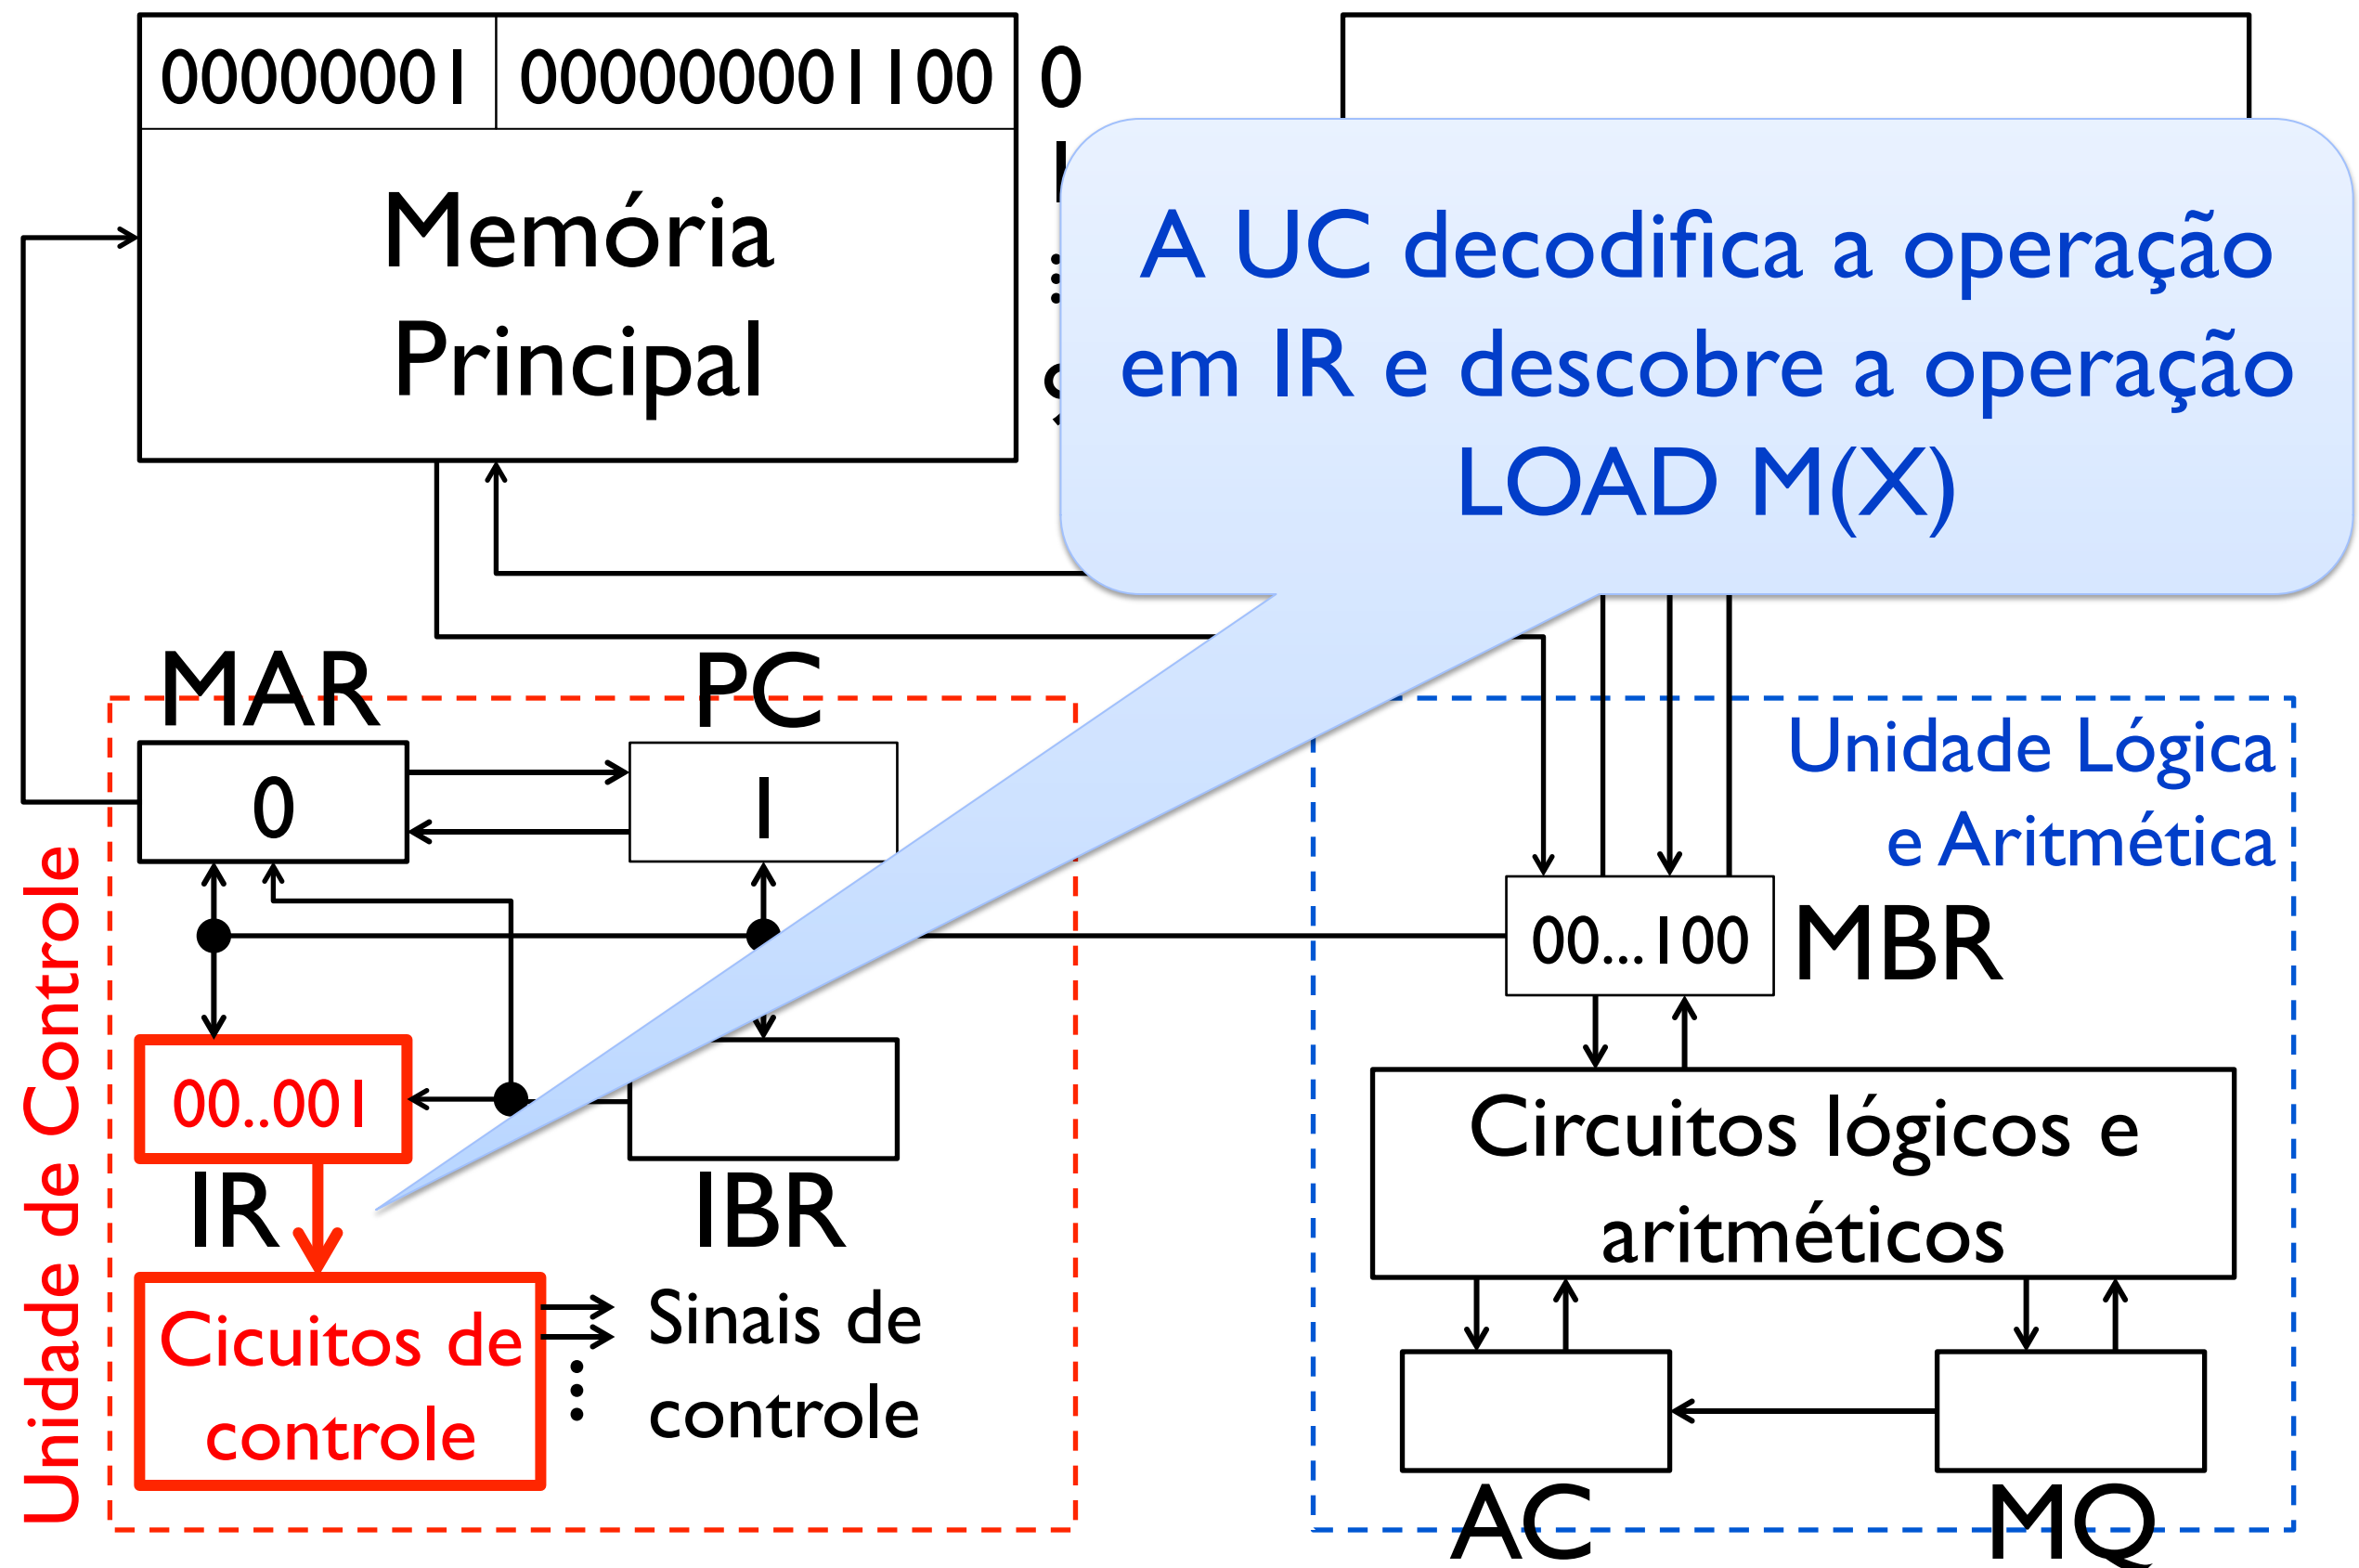 00000001 000000001100 0
1
Memória
Principal
A UC decodifica a operação
em IR e descobre a operação
LOAD M(X)
MAR
PC
0
1
Unidade Lógica
e Aritmética
00...100
MBR
Unidade de Controle
00..001
IR
IBR
Circuitos lógicos e
aritméticos
Cicuitos de
controle
Sinais de
controle
AC
MQ